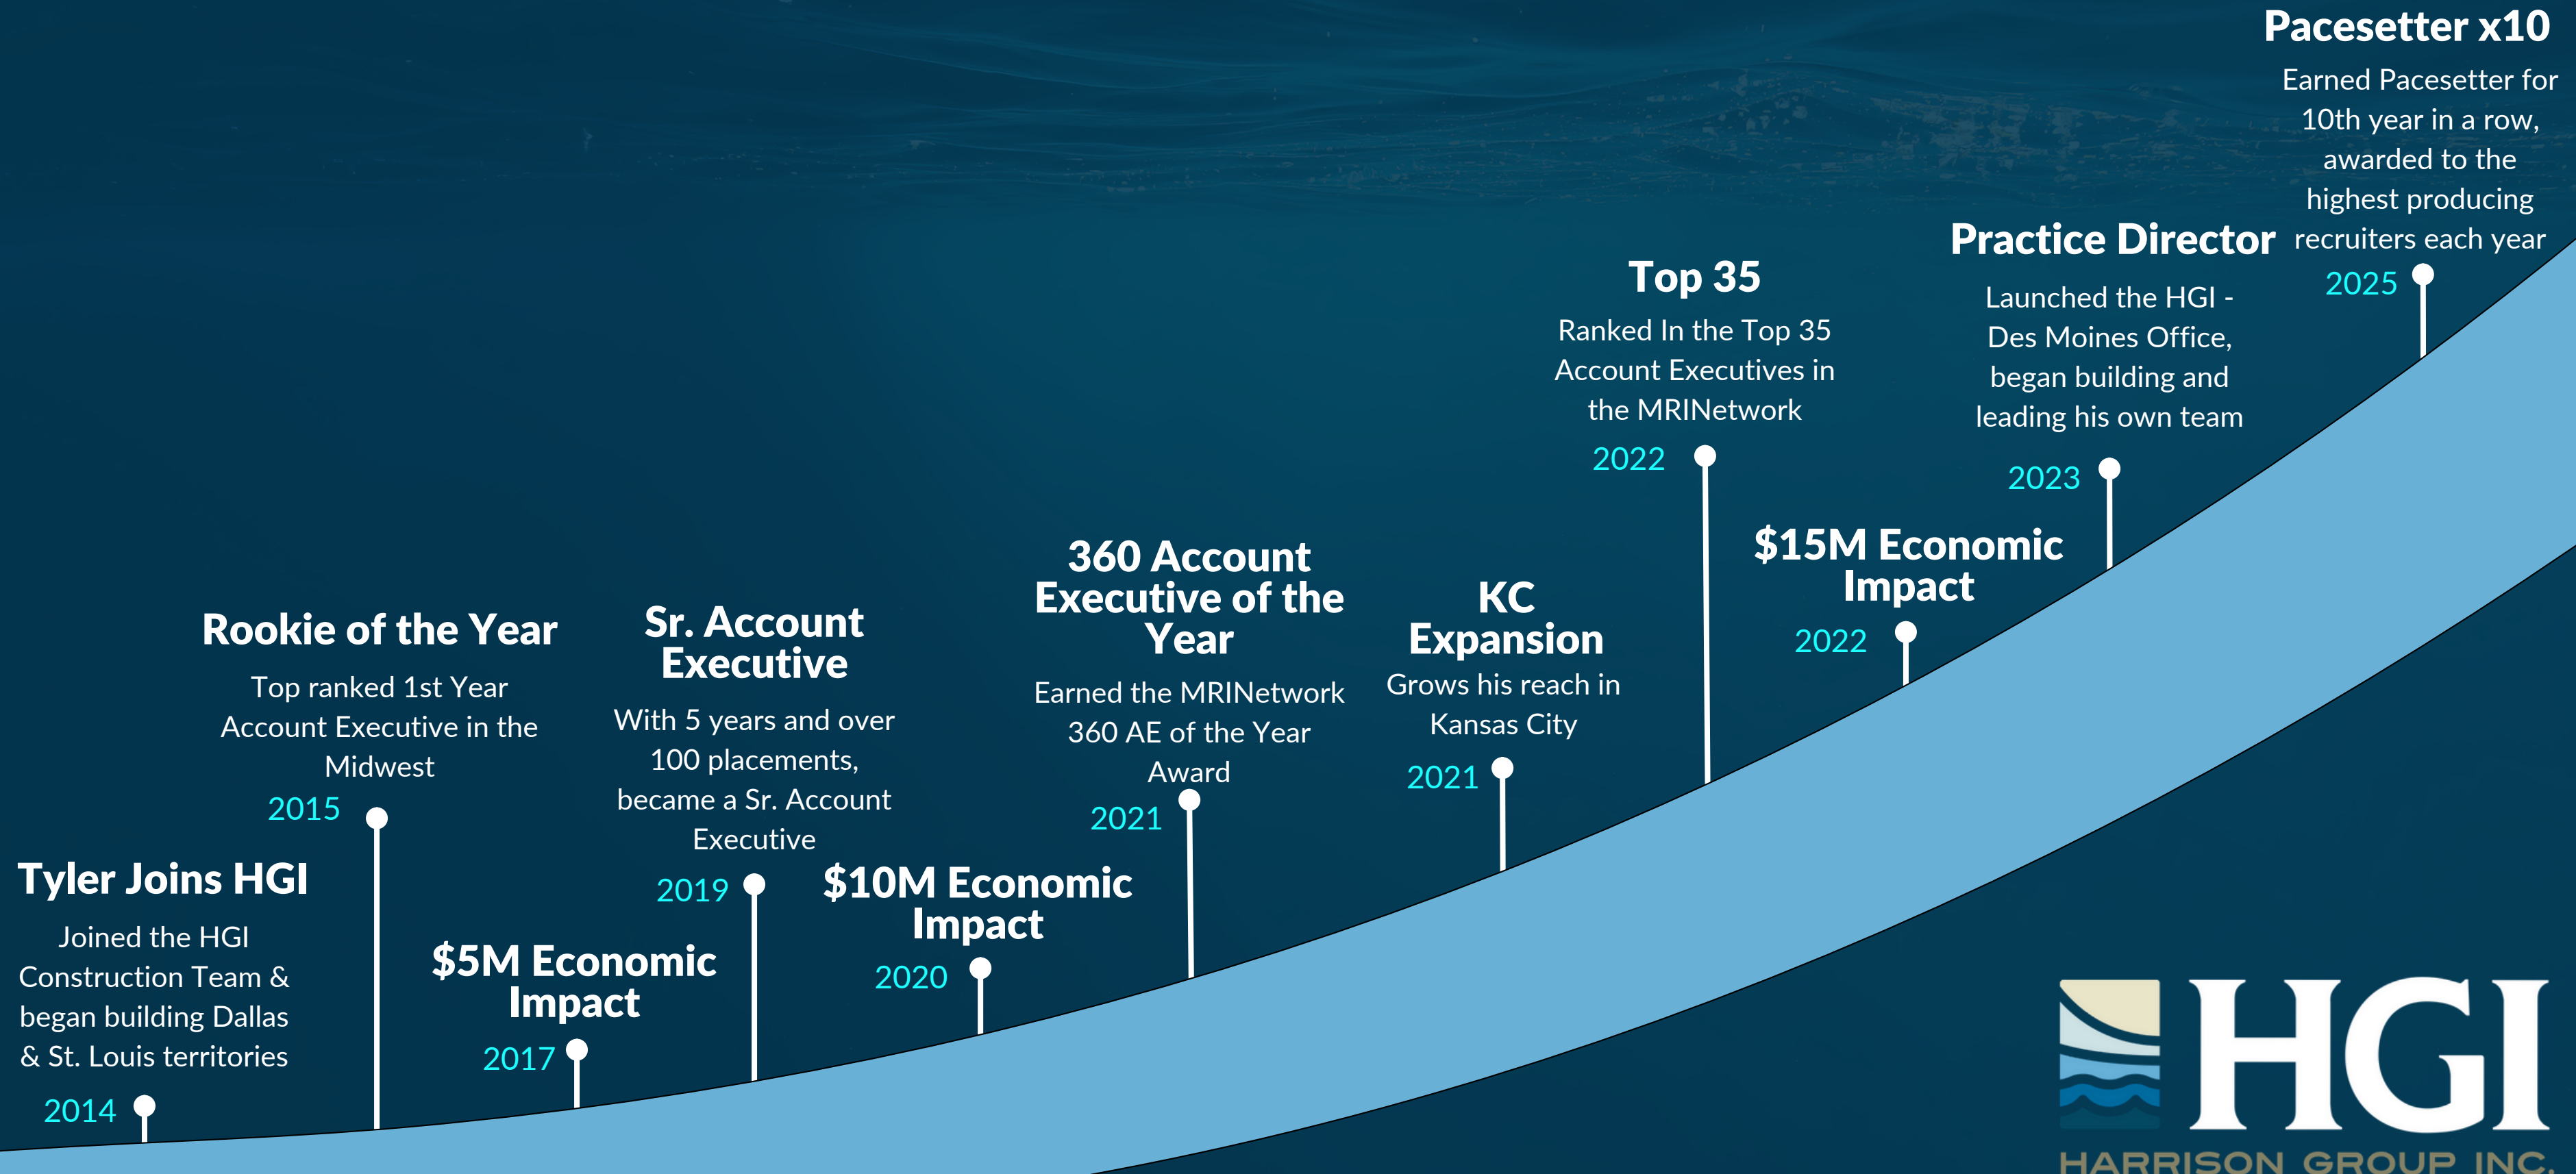 Tyler Joins HGI
Joined the HGI
Construction Team &
began building Dallas
& St. Louis territories
2014
Rookie of the Year
Top ranked 1st Year
Account Executive in the
Midwest
2015
$5M Economic
Impact
2017
Sr. Account
Executive
With 5 years and over
100 placements,
became a Sr. Account
Executive
2019
$10M Economic
Impact
2020
360 Account
Executive of the
Year
Earned the MRINetwork
360 AE of the Year
Award
2021
KC
Expansion
Grows his reach in
Kansas City
2021
Top 35
Ranked In the Top 35
Account Executives in
the MRINetwork
2022
$15M Economic
Impact
2022
Practice Director
Launched the HGI -
Des Moines Office,
began building and
leading his own team
2023
Pacesetter x10
Earned Pacesetter for
10th year in a row,
awarded to the
highest producing
recruiters each year
2025
HGI
HARRISON GROUP INC.